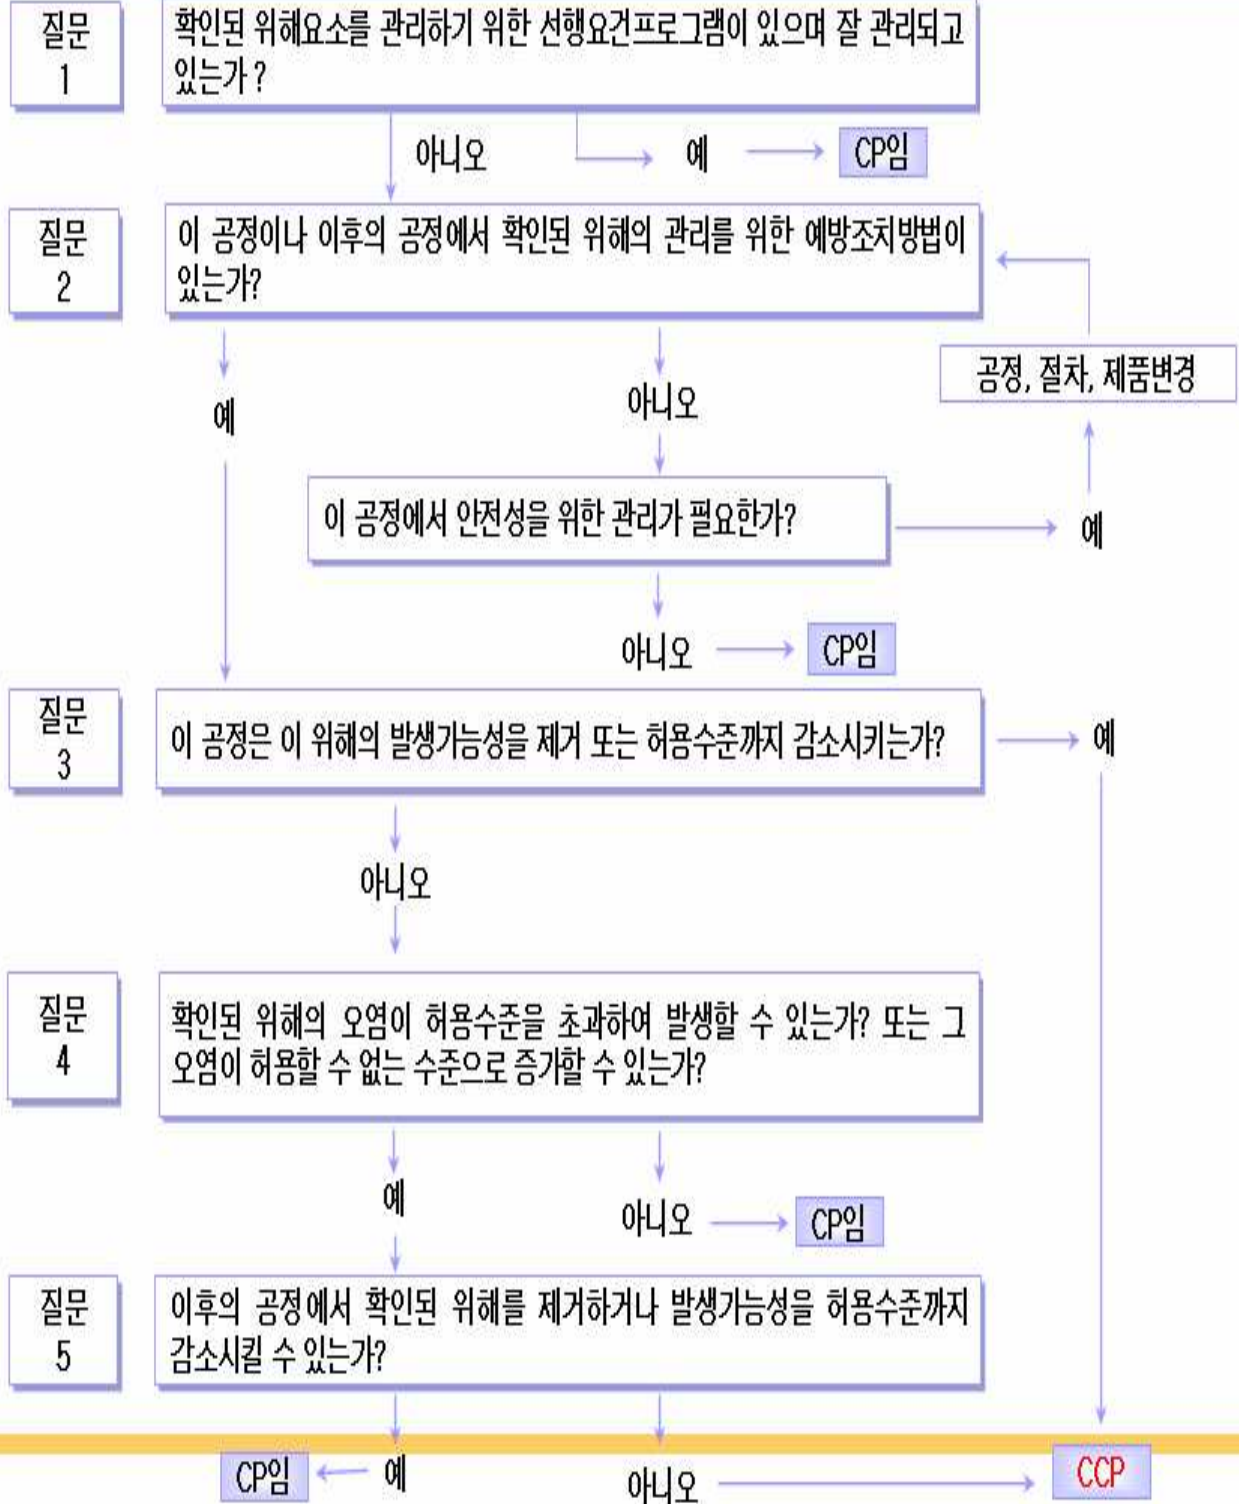 질문
1
확인된 위해요소를 관리하기 위한 선행요건프로그램이 있으며 잘 관리되고
있는가 ?
아니오
예
CP임
질문
2
이 공정이나 이후의 공정에서 확인된 위해의 관리를 위한 예방조치방법이
있는가?
공정, 절차, 제품변경
예
아니오
이 공정에서 안전성을 위한 관리가 필요한가?
예
아니오
CP임
질문
3
이 공정은 이 위해의 발생가능성을 제거 또는 허용수준까지 감소시키는가?
예
아니오
질문
4
확인된 위해의 오염이 허용수준을 초과하여 발생할 수 있는가? 또는 그
오염이 허용할 수 없는 수준으로 증가할 수 있는가?
예
아니오
CP임
질문
5
이후의 공정에서 확인된 위해를 제거하거나 발생가능성을 허용수준까지
감소시킬 수 있는가?
CP임
예
아니오
CCP